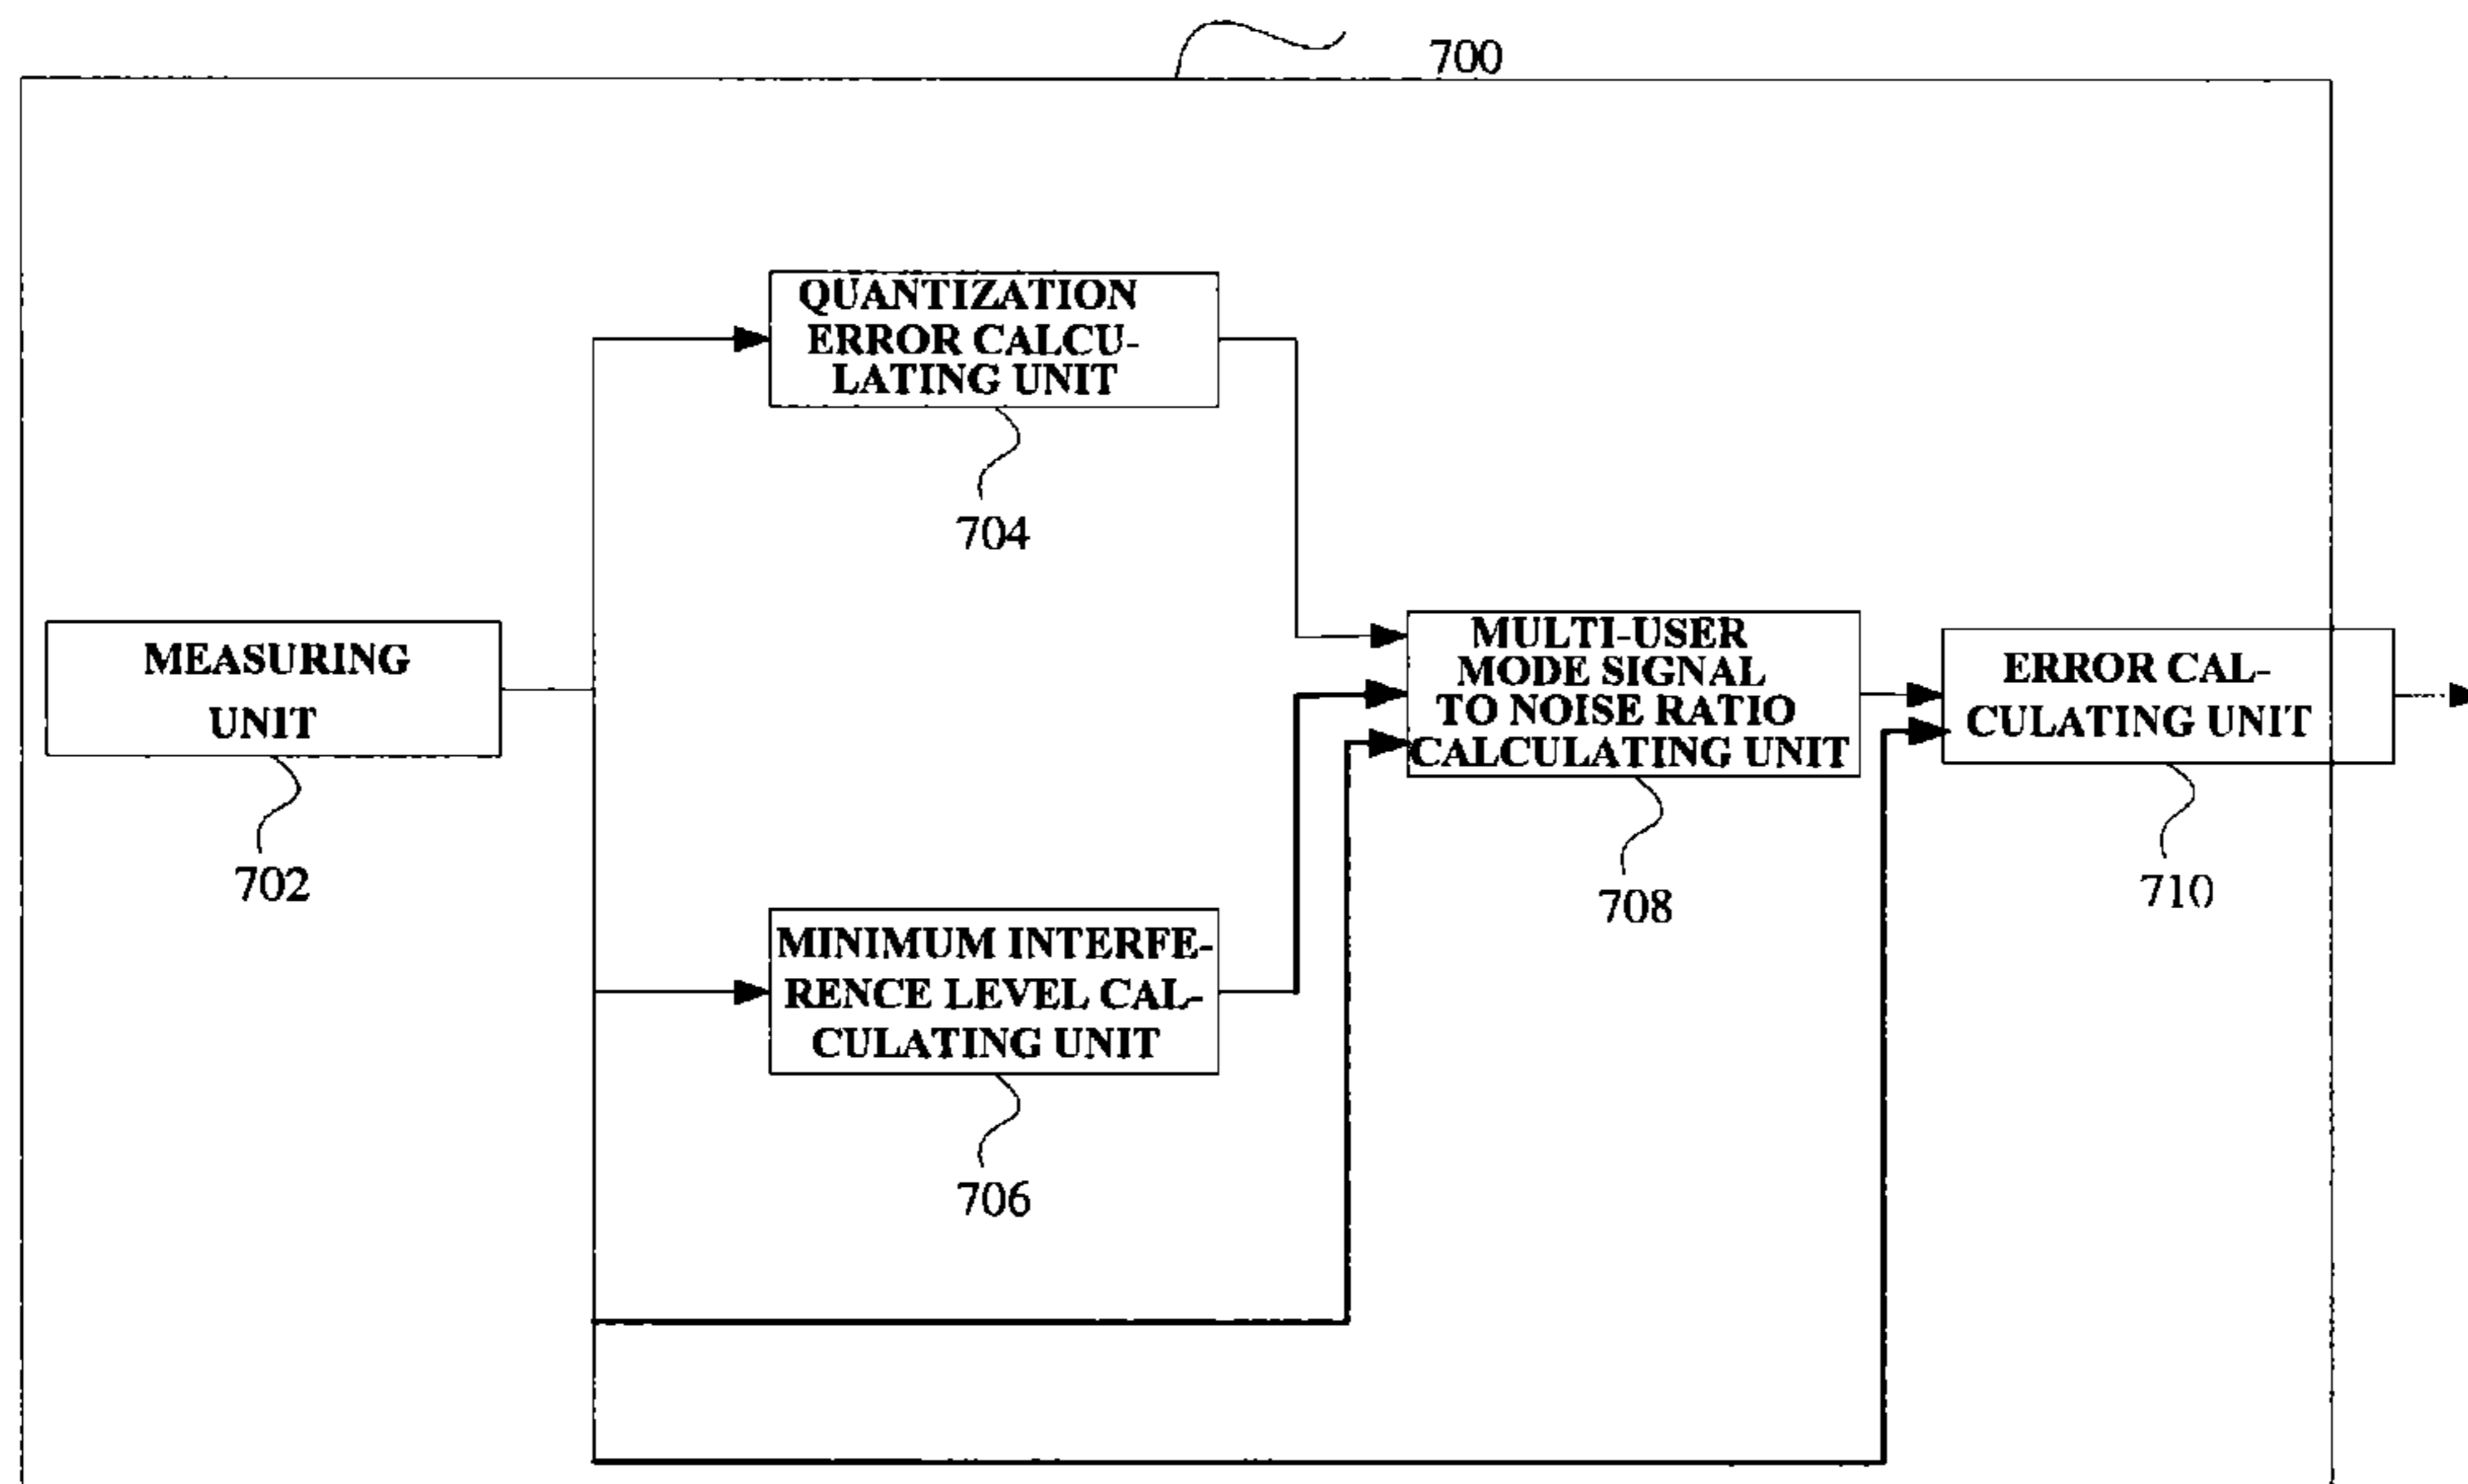 700
QUANTIZATION
ERROR CALCU-
LATING UNIT
704
MEASURING
UNIT
702
MULTI-USER
MODE SIGNAL
TO NOISE RATIO
CALCULATING UNIT
708
ERROR CAL-
CULATING UNIT
710
MINIMUM INTERFE-
RENCE LEVEL CAL-
CULATING UNIT
706